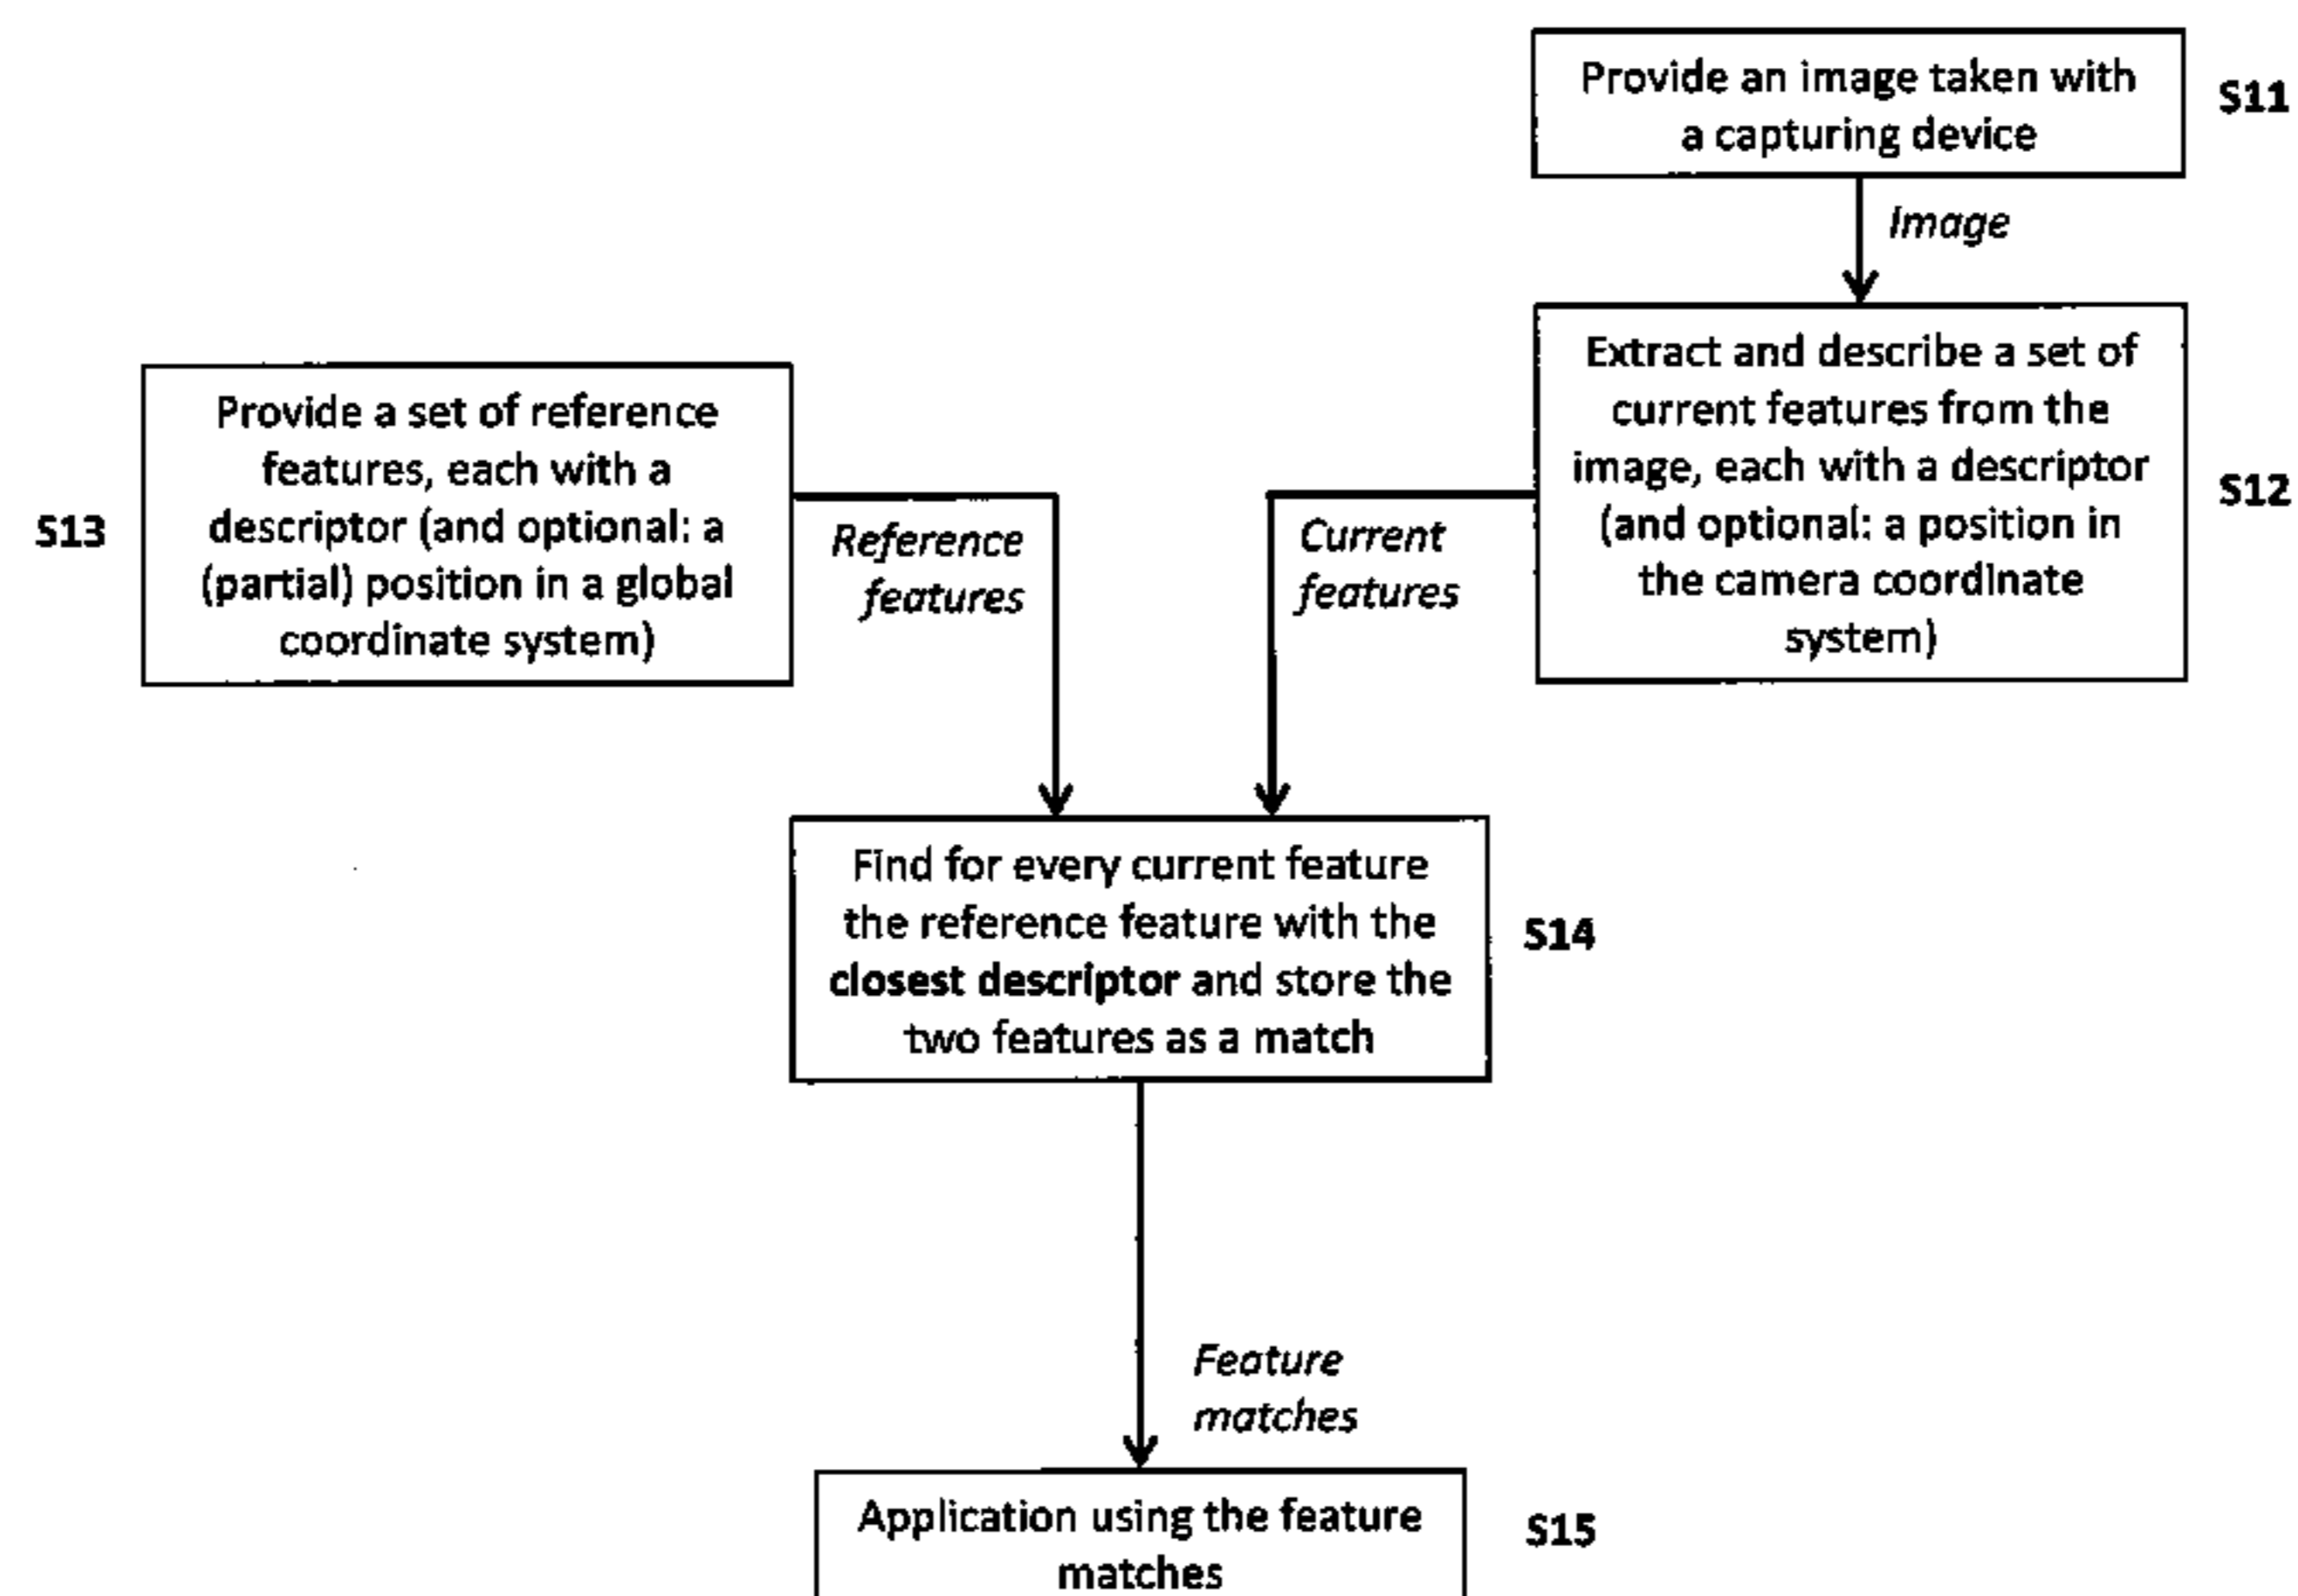 Provide an image taken with
a capturing device
S11
Image
Extract and describe a set of
current features from the
image, each with a descriptor
(and optional: a position in
the camera coordinate
system)
S12
Provide a set of reference
features, each with a
descriptor (and optional: a
(partial) position in a global
coordinate system)
S13
Reference
features
Current
features
Find for every current feature
the reference feature with the
closest descriptor and store the
two features as a match
S14
Feature
matches
Application using the feature
matches
S15